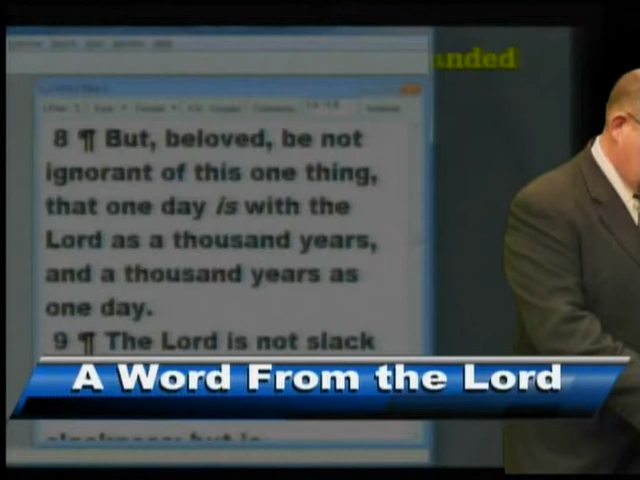 anded
8 ¶ But, beloved, be not
ignorant of this one thing,
that one day is with the
Lord as a thousand years,
and a thousand years as
one day.
9 ¶ The Lord is not slack
A Word From the Lord